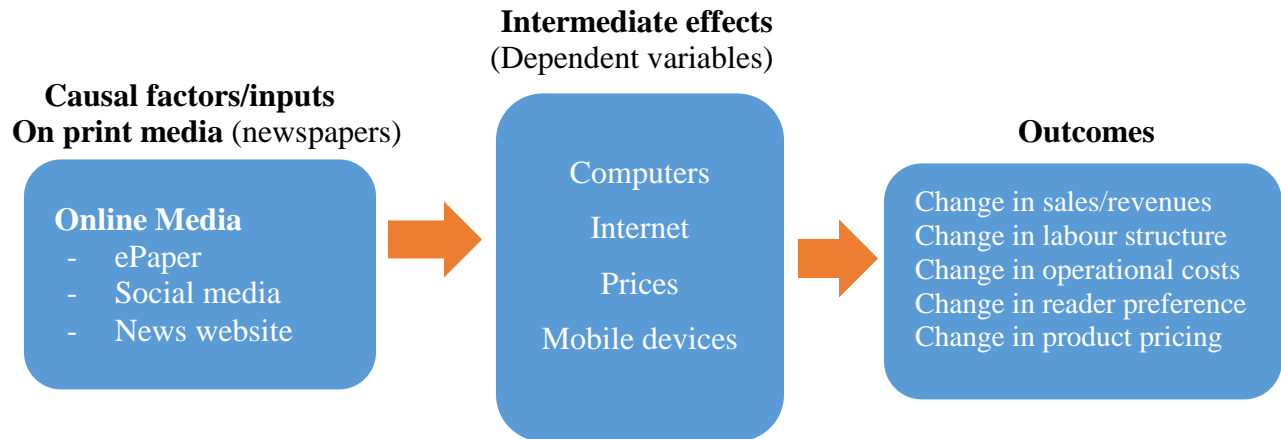 Causal factors/inputs
On print media (newspapers)
Online Media
- ePaper
- Social media
- News website
Intermediate effects
(Dependent variables)
Computers
Internet
Prices
Mobile devices
Outcomes
Change in sales/revenues
Change in labour structure
Change in operational costs
Change in reader preference
Change in product pricing